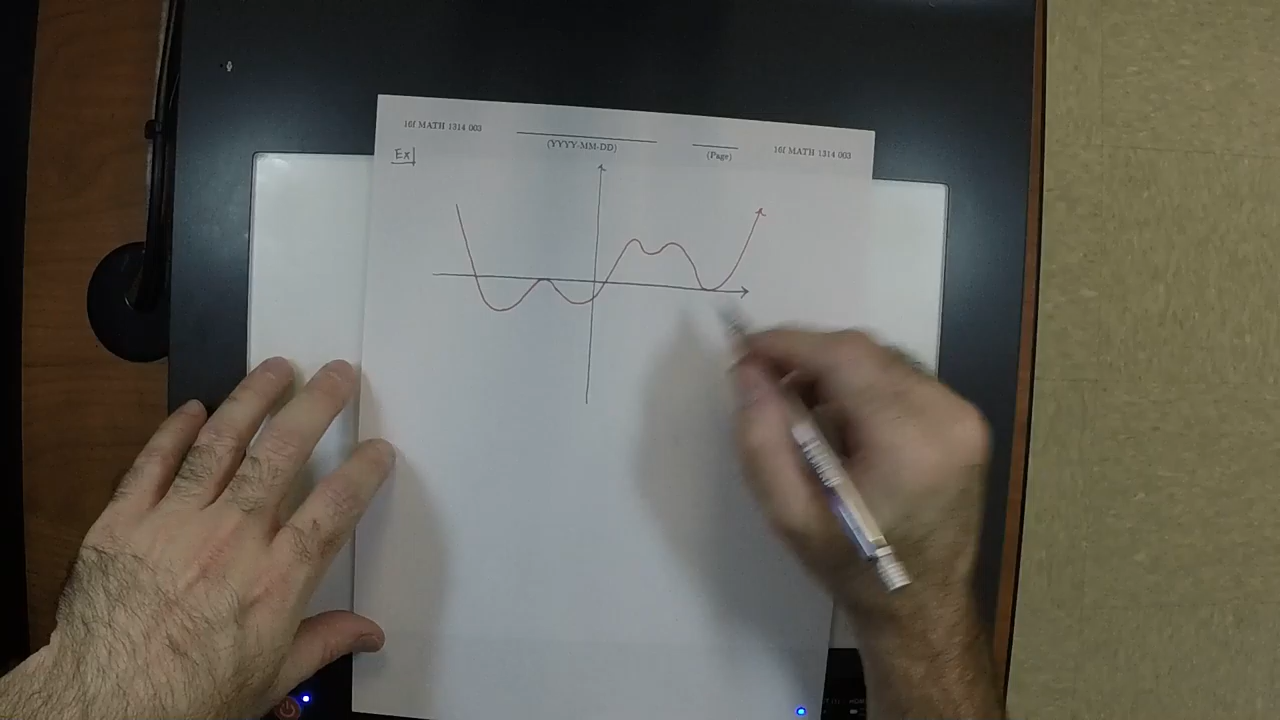 16f MATH 1314 003
(YYYY-MM-DD)
(Page)
16f MATH 1314 003
Ex